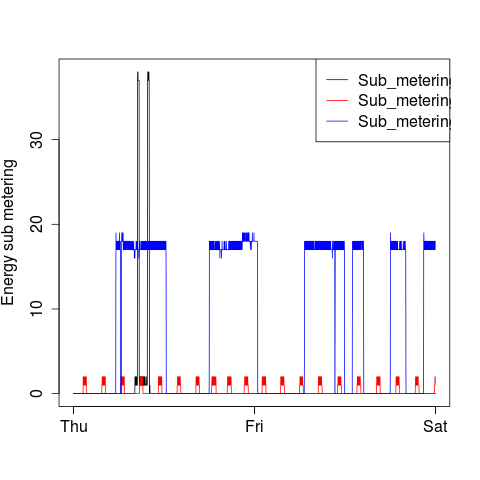 Sub_metering
Sub_metering
Sub_metering
Energy sub metering
0
10
20
30
Thu
Fri
Sat